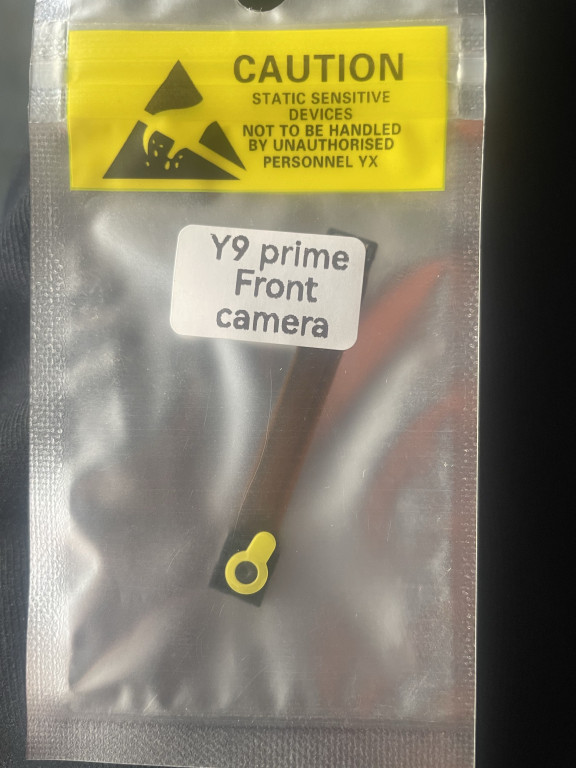 CAUTION
STATIC SENSITIVE
DEVICES
NOT TO BE HANDLED
BY UNAUTHORISED
PERSONNEL YX
Y9 prime
Front
camera